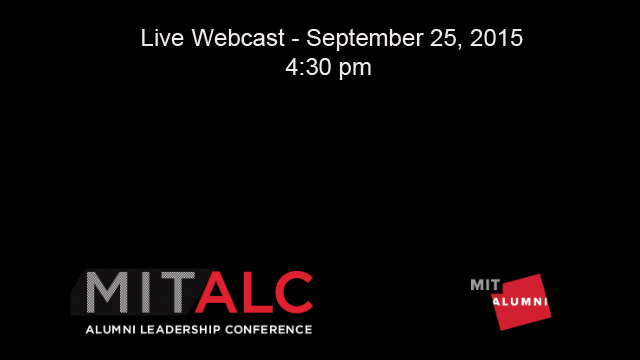 Live Webcast - September 25, 2015
4:30 pm
MITALC
ALUMNI LEADERSHIP CONFERENCE
MIT
ALUMNI